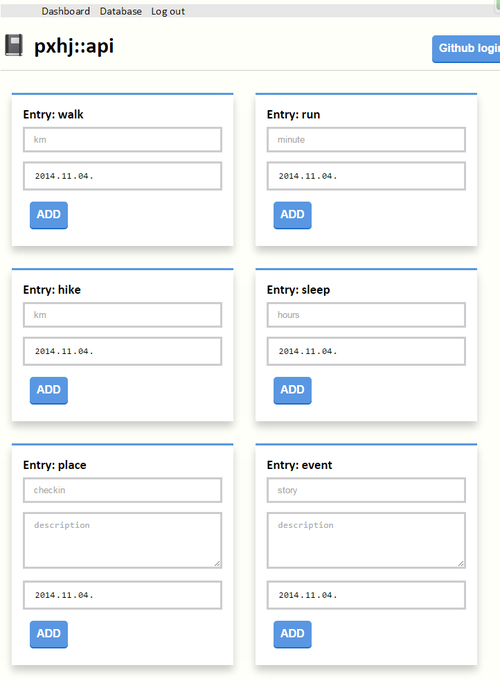 Dashboard Database Log out
pxhj::api
Github login
Entry: walk
km
2014.11.04.
ADD
Entry: run
minute
2014.11.04.
ADD
Entry: hike
km
2014.11.04.
ADD
Entry: sleep
hours
2014.11.04.
ADD
Entry: place
checkin
description
2014.11.04.
ADD
Entry: event
story
description
2014.11.04.
ADD